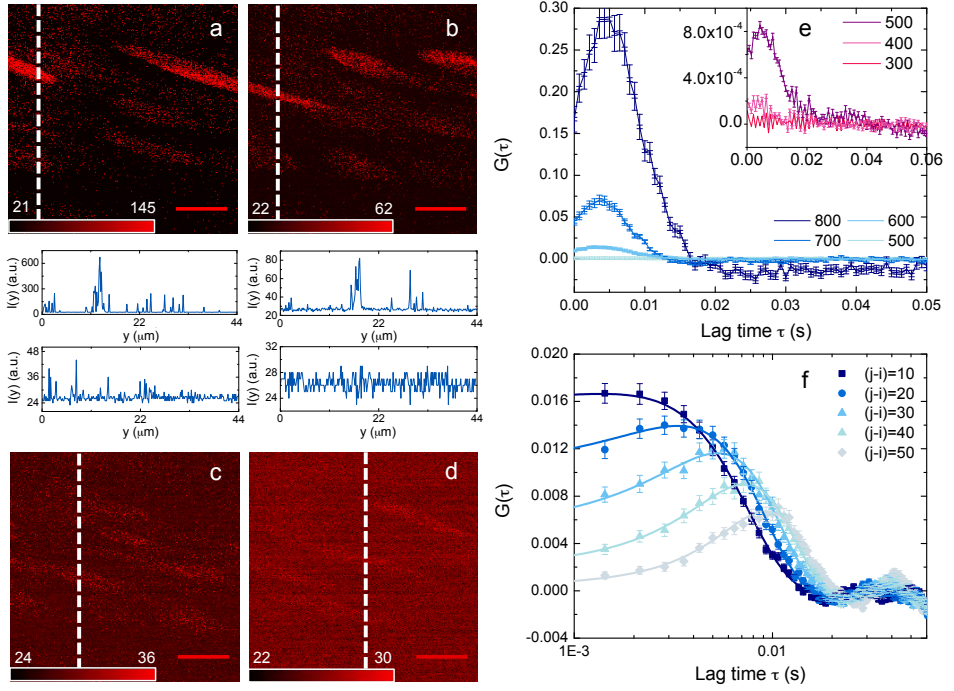 a
21
145
b
22
62
I(y) (a.u.)
600
300
0
0
22
44
y (μm)
I(y) (a.u.)
80
60
40
20
0
22
44
y (μm)
I(y) (a.u.)
48
36
24
0
22
44
y (μm)
I(y) (a.u.)
28
24
0
22
44
y (μm)
c
24
36
d
22
30
e
G(τ)
0.30
0.25
0.20
0.15
0.10
0.05
0.00
0.00
0.01
0.02
0.03
0.04
0.05
Lag time τ (s)
800
700
600
500
8.0x10-4
4.0x10-4
0.0
0.00
0.02
0.04
0.06
500
400
300
f
G(τ)
0.020
0.016
0.012
0.008
0.004
0.000
-0.004
1E-3
0.01
Lag time τ (s)
(j-i)=10
(j-i)=20
(j-i)=30
(j-i)=40
(j-i)=50